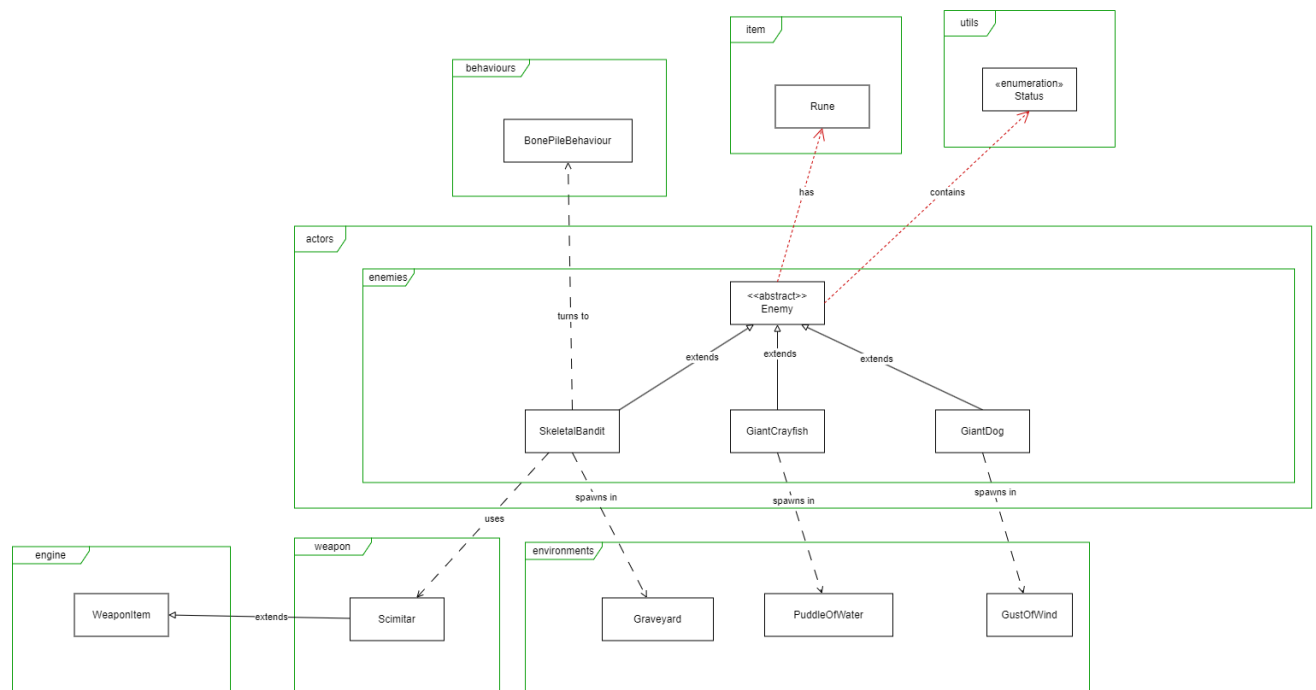 item
utils
behaviours
«enumeration»
Status
Rune
BonePileBehaviour
has
contains
actors
enemies
<<abstract>>
Enemy
turns to
extends
extends
extends
SkeletalBandit
GiantCrayfish
GiantDog
spawns in
spawns in
spawns in
uses
engine
weapon
environments
WeaponItem
extends
Scimitar
Graveyard
PuddleOfWater
GustOfWind